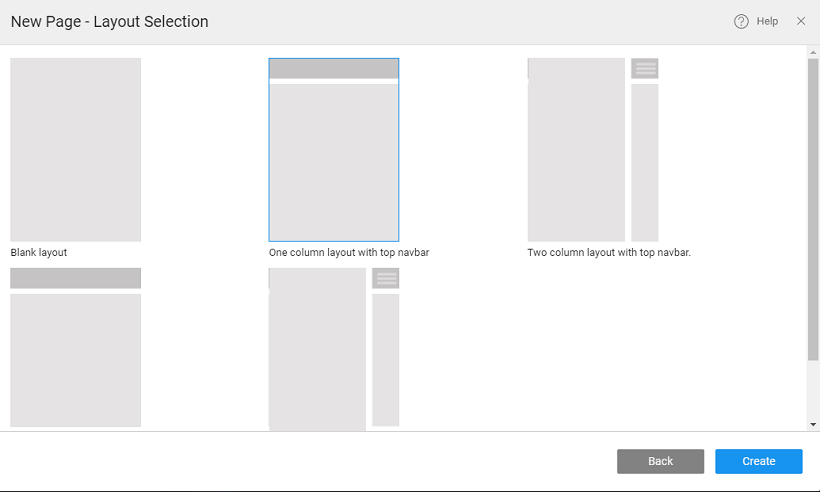 New Page - Layout Selection
Help
Blank layout
One column layout with top navbar
Two column layout with top navbar.
Back
Create